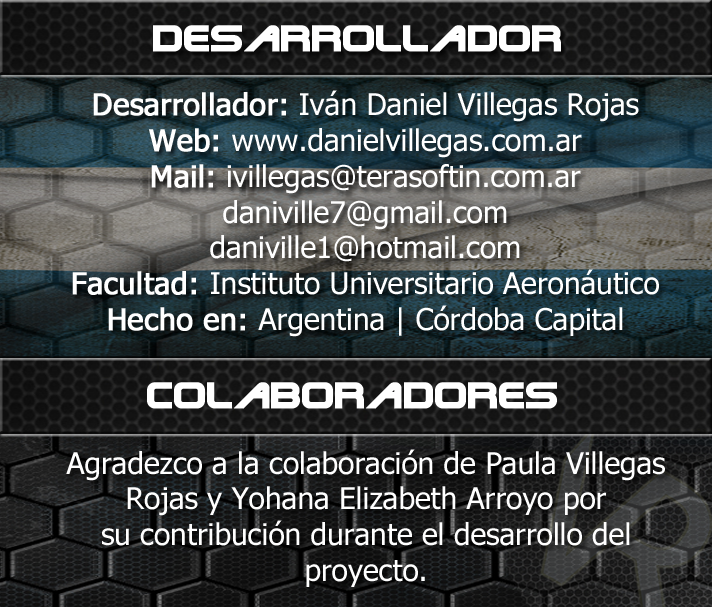 DESARROLLADOR
Desarrollador: Iván Daniel Villegas Rojas
Web: www.danielvillegas.com.ar
Mail: ivillegas@terasoftin.com.ar
daniville7@gmail.com
daniville1@hotmail.com
Facultad: Instituto Universitario Aeronáutico
Hecho en: Argentina | Córdoba Capital
COLABORADORES
Agradezco a la colaboración de Paula Villegas
Rojas y Yohana Elizabeth Arroyo por
su contribución durante el desarrollo del
proyecto.